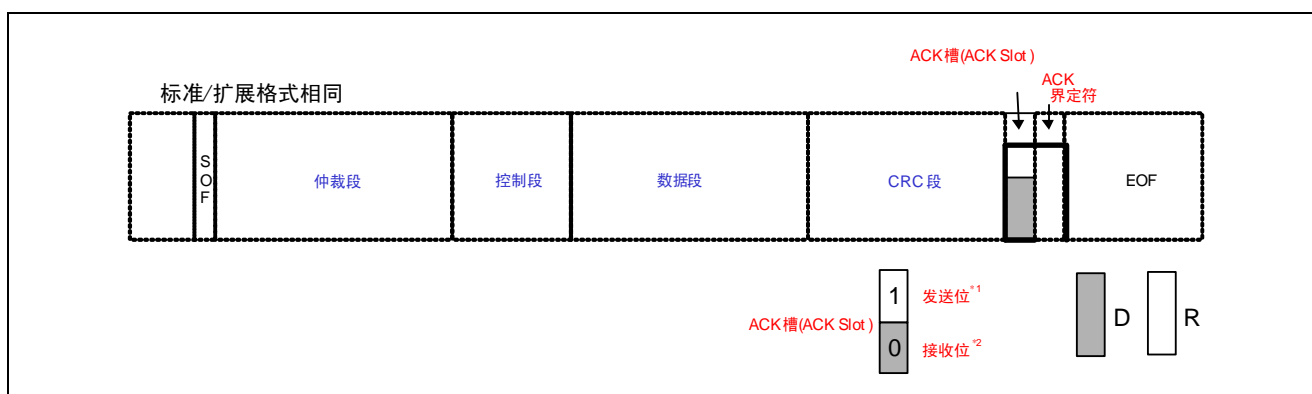 ACK槽(ACK Slot)
ACK
界定符
标准/扩展格式相同
SOF
仲裁段
控制段
数据段
CRC段
EOF
ACK槽(ACK Slot)
1
发送位*1
0
接收位*2
D
R